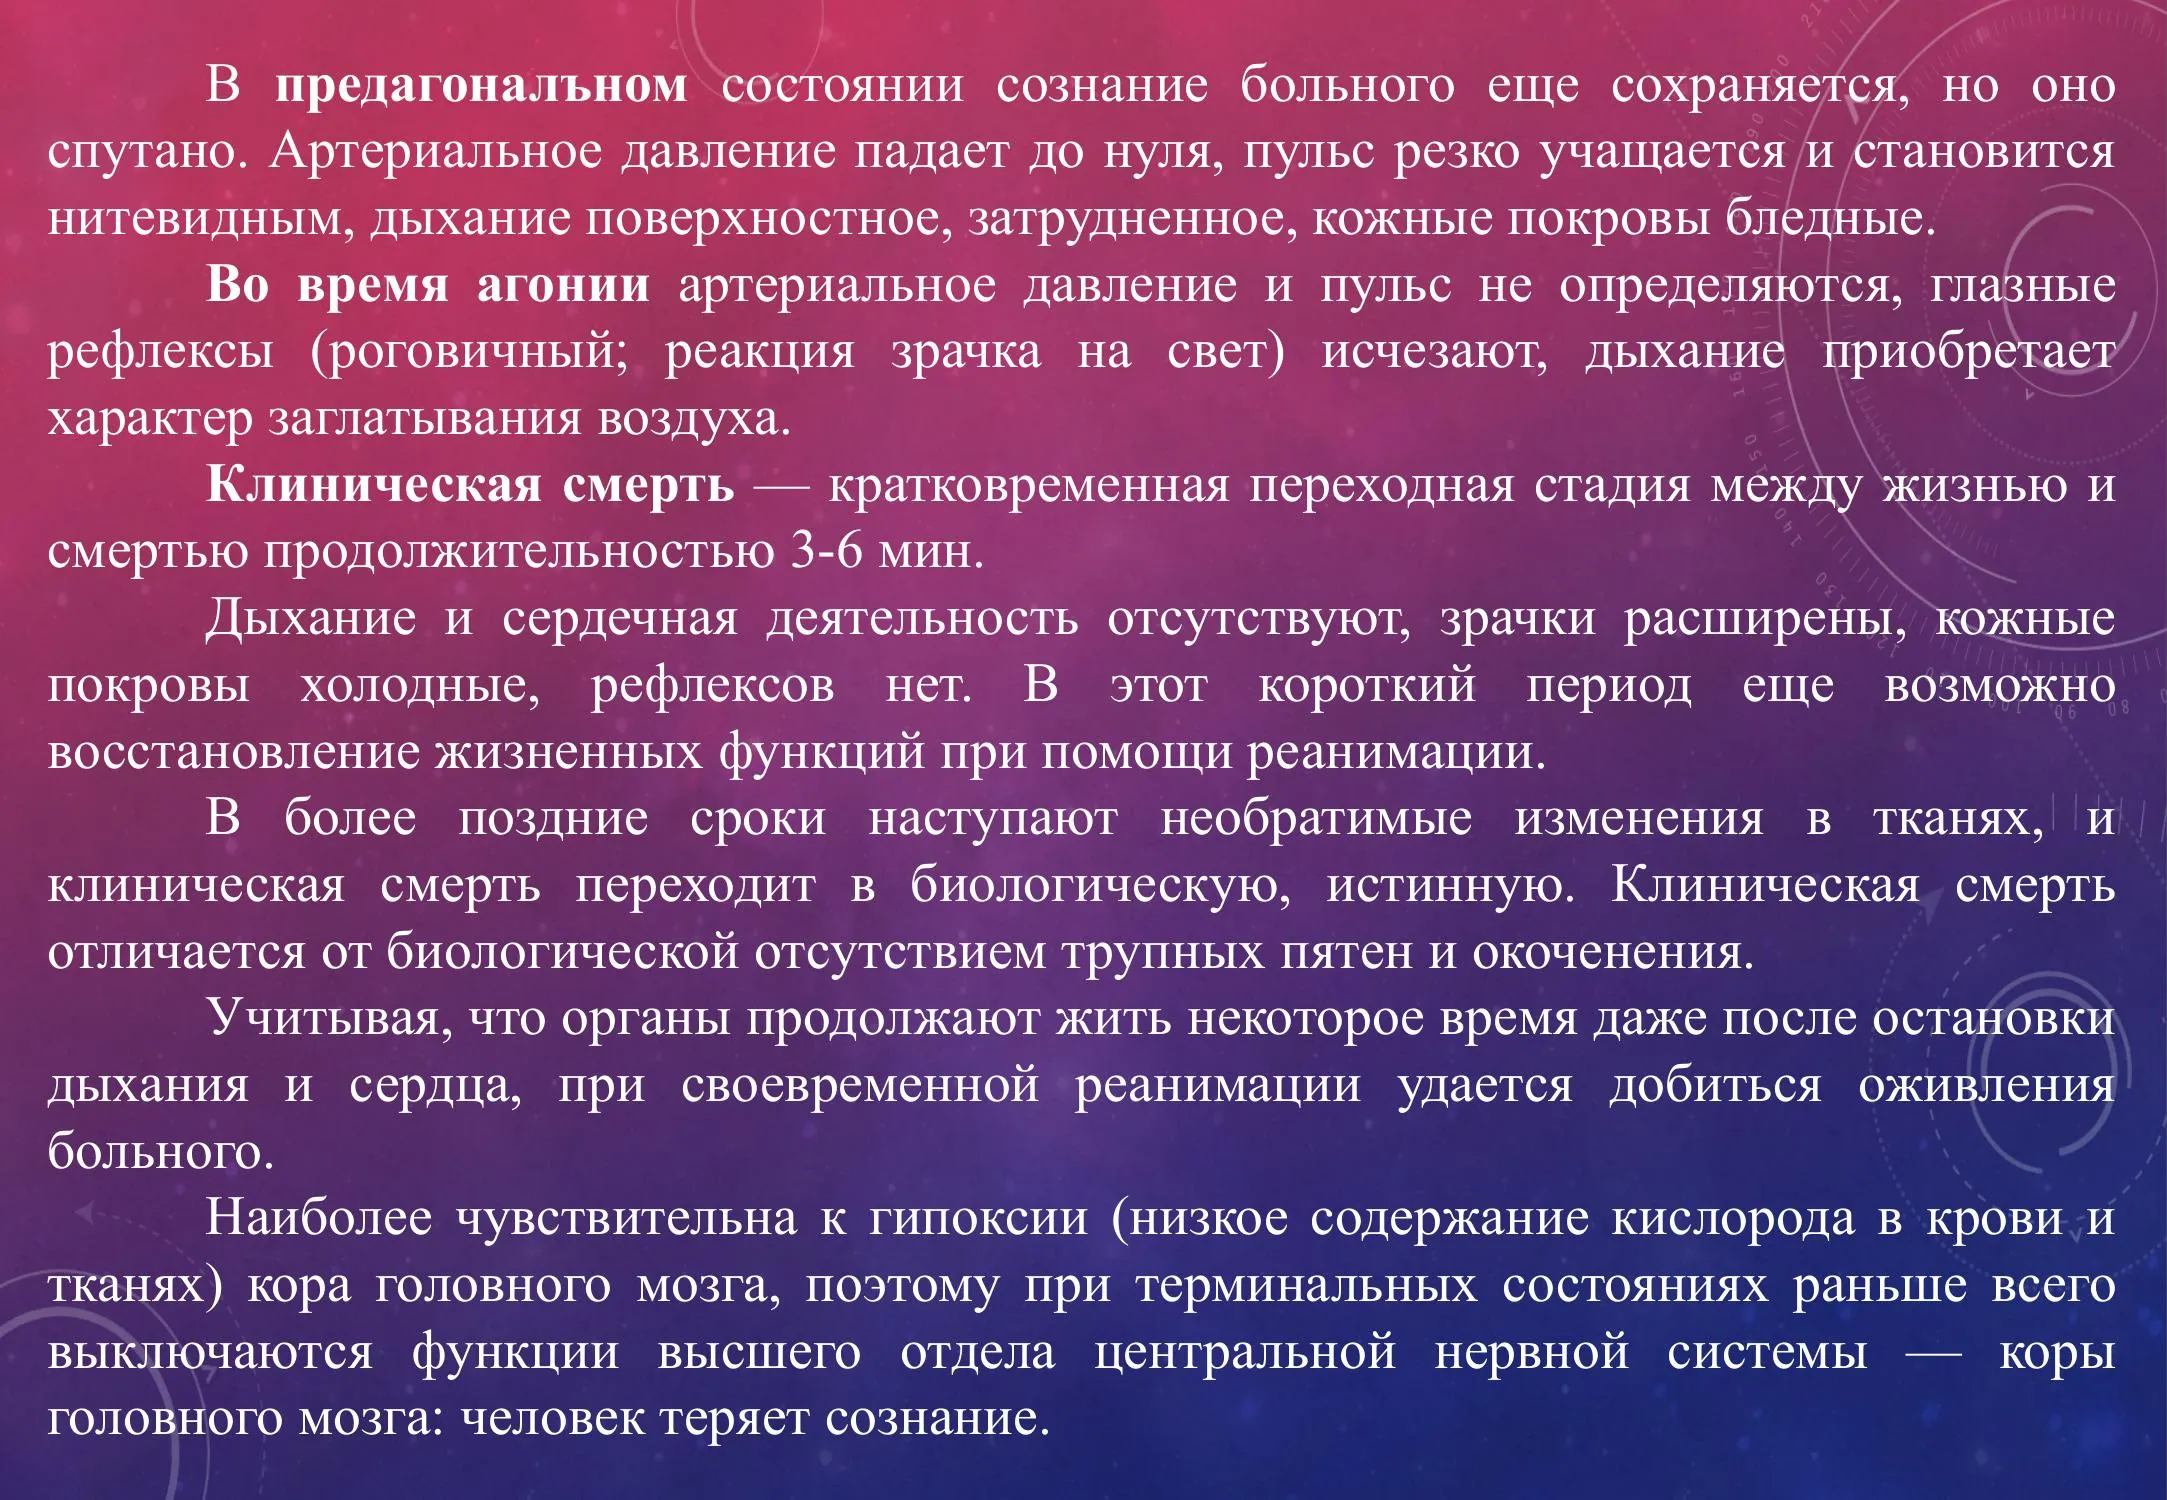 В предагоналъном состоянии сознание больного еще сохраняется, но оно
спутано. Артериальное давление падает до нуля, пульс резко учащается и становится
нитевидным, дыхание поверхностное, затрудненное, кожные покровы бледные.
Во время агонии артериальное давление и пульс не определяются, глазные
рефлексы (роговичный; реакция зрачка на свет) исчезают, дыхание приобретает
характер заглатывания воздуха.
Клиническая смерть — кратковременная переходная стадия между жизнью и
смертью продолжительностью 3-6 мин.
Дыхание и сердечная деятельность отсутствуют, зрачки расширены, кожные
покровы холодные, рефлексов нет. В этот короткий период еще возможно
восстановление жизненных функций при помощи реанимации.
В более поздние сроки наступают необратимые изменения в тканях, и
клиническая смерть переходит в биологическую, истинную. Клиническая смерть
отличается от биологической отсутствием трупных пятен и окоченения.
Учитывая, что органы продолжают жить некоторое время даже после остановки
дыхания и сердца, при своевременной реанимации удается добиться оживления
больного.
Наиболее чувствительна к гипоксии (низкое содержание кислорода в крови и
тканях) кора головного мозга, поэтому при терминальных состояниях раньше всего
выключаются функции высшего отдела центральной нервной системы — коры
головного мозга: человек теряет сознание.